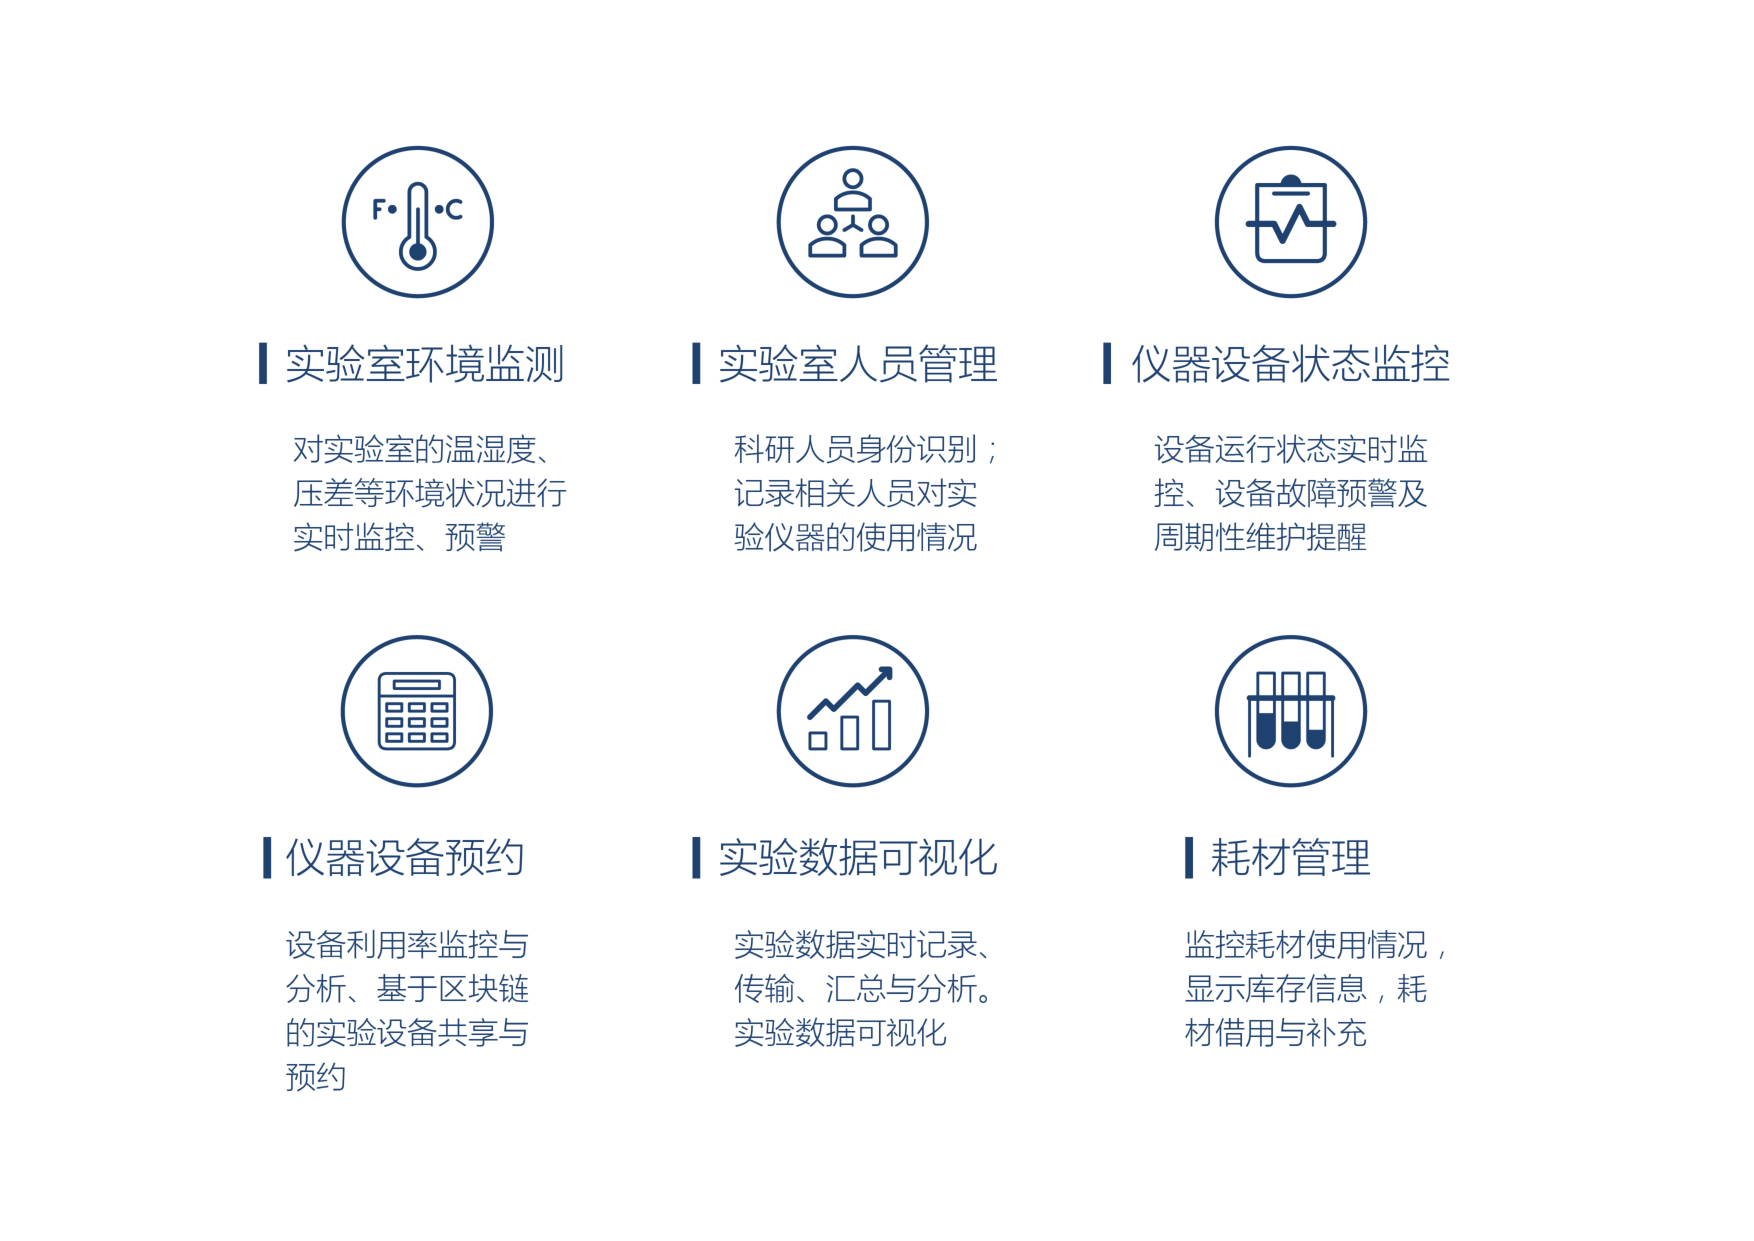 F• •C
实验室环境监测
对实验室的温湿度、
压差等环境状况进行
实时监控、预警
实验室人员管理
科研人员身份识别；
记录相关人员对实
验仪器的使用情况
仪器设备状态监控
设备运行状态实时监
控、设备故障预警及
周期性维护提醒
仪器设备预约
设备利用率监控与
分析、基于区块链
的实验设备共享与
预约
实验数据可视化
实验数据实时记录、
传输、汇总与分析。
实验数据可视化
耗材管理
监控耗材使用情况，
显示库存信息，耗
材借用与补充